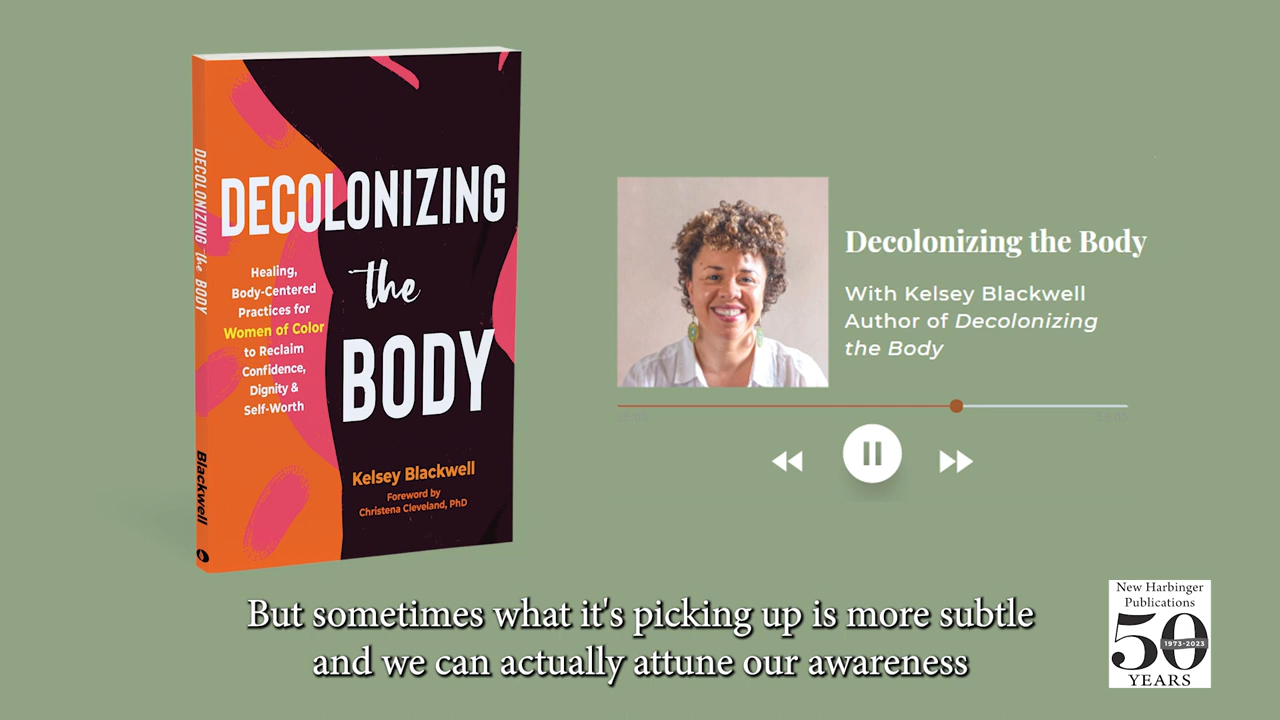 DECOLONIZING the BODY
Blackwell
DECOLONIZING
the
BODY
Healing,
Body-Centered
Practices for
Women of Color
to Reclaim
Confidence,
Dignity &
Self-Worth
Kelsey Blackwell
Foreword by
Christena Cleveland, PhD
Decolonizing the Body
With Kelsey Blackwell
Author of Decolonizing
the Body
But sometimes what it's picking up is more subtle
and we can actually attune our awareness
New Harbinger
Publications
50
1973-2023
YEARS